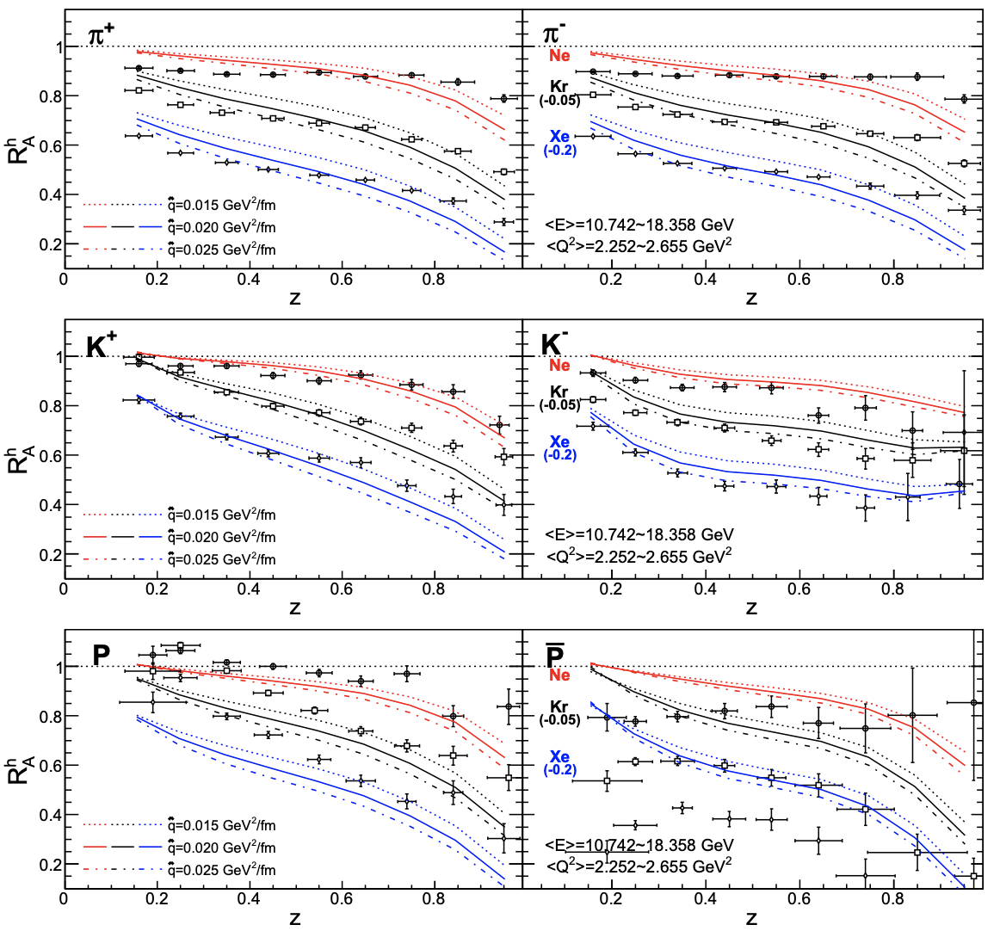 π+
π-
1
0.8
0.6
0.4
0.2
R_A^h
Ne
Kr
(-0.05)
Xe
(-0.2)
q̂=0.015 GeV²/fm
q̂=0.020 GeV²/fm
q̂=0.025 GeV²/fm
<E>=10.742~18.358 GeV
<Q²>=2.252~2.655 GeV²
0 0.2 0.4 0.6 0.8 0.2 0.4 0.6 0.8
z z
K+
K-
1
0.8
0.6
0.4
0.2
R_A^h
Ne
Kr
(-0.05)
Xe
(-0.2)
q̂=0.015 GeV²/fm
q̂=0.020 GeV²/fm
q̂=0.025 GeV²/fm
<E>=10.742~18.358 GeV
<Q²>=2.252~2.655 GeV²
0 0.2 0.4 0.6 0.8 0.2 0.4 0.6 0.8
z z
P
P̅
1
0.8
0.6
0.4
0.2
R_A^h
Ne
Kr
(-0.05)
Xe
(-0.2)
q̂=0.015 GeV²/fm
q̂=0.020 GeV²/fm
q̂=0.025 GeV²/fm
<E>=10.742~18.358 GeV
<Q²>=2.252~2.655 GeV²
0 0.2 0.4 0.6 0.8 0.2 0.4 0.6 0.8
z z